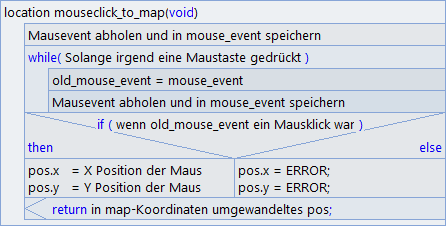 location mouseclick_to_map(void)
Mausevent abholen und in mouse_event speichern
while( Solange irgend eine Maustaste gedrückt )
old_mouse_event = mouse_event
Mausevent abholen und in mouse_event speichern
if ( wenn old_mouse_event ein Mausklick war )
then else
pos.x = X Position der Maus pos.x = ERROR;
pos.y = Y Position der Maus pos.y = ERROR;
return in map-Koordinaten umgewandeltes pos;